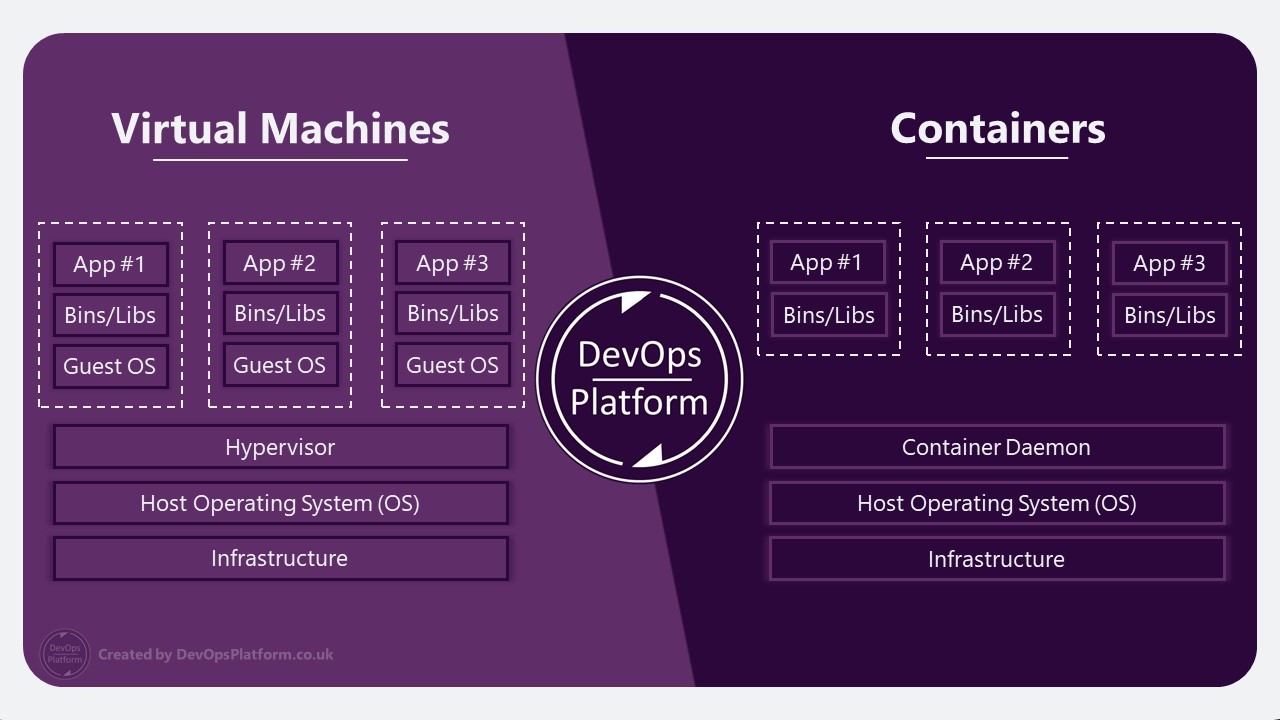 Virtual Machines
App #1
Bins/Libs
Guest OS
App #2
Bins/Libs
Guest OS
App #3
Bins/Libs
Guest OS
Hypervisor
Host Operating System (OS)
Infrastructure
DevOps
Platform
Containers
App #1
Bins/Libs
App #2
Bins/Libs
App #3
Bins/Libs
Container Daemon
Host Operating System (OS)
Infrastructure
DevOps
Platform
Created by DevOpsPlatform.co.uk